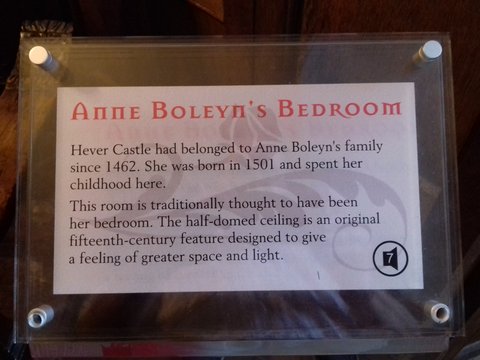 Anne Boleyn's Bedroom
Hever Castle had belonged to Anne Boleyn's family
since 1462. She was born in 1501 and spent her
childhood here.
This room is traditionally thought to have been
her bedroom. The half-domed ceiling is an original
fifteenth-century feature designed to give
a feeling of greater space and light.
7